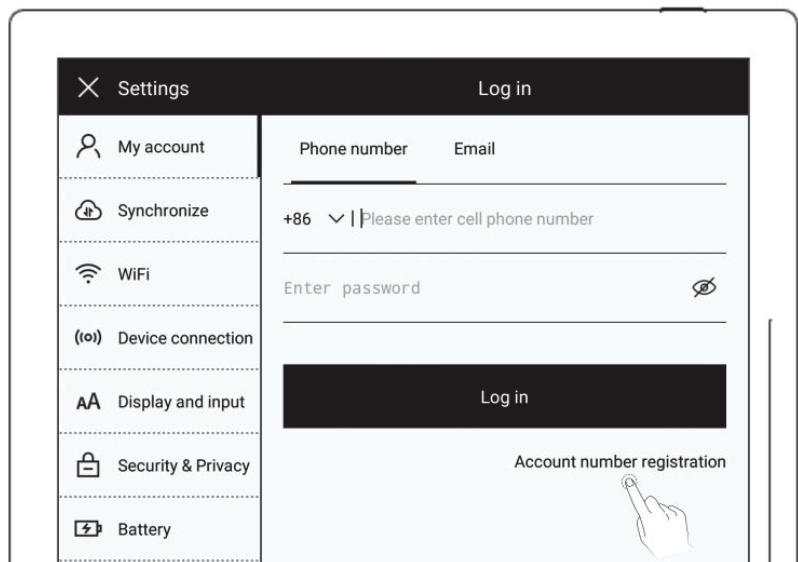 Settings
Log in
My account
Synchronize
WiFi
Device connection
AA Display and input
Security & Privacy
Battery
Phone number Email
+86 Please enter cell phone number
Enter password
Log in
Account number registration